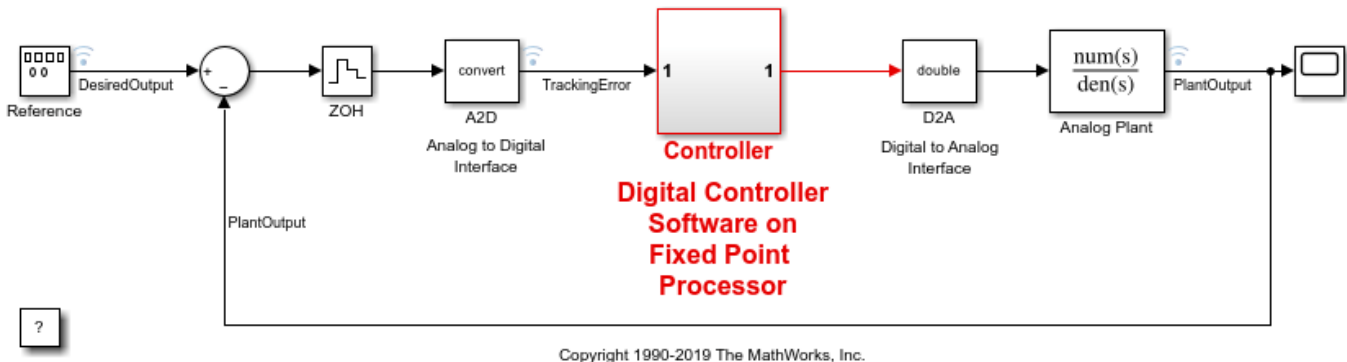 DesiredOutput
Reference
+
−
ZOH
convert
A2D
Analog to Digital
Interface
TrackingError
1 1
Controller
Digital Controller
Software on
Fixed Point
Processor
double
D2A
Digital to Analog
Interface
num(s)
den(s)
Analog Plant
PlantOutput
PlantOutput
?
Copyright 1990-2019 The MathWorks, Inc.